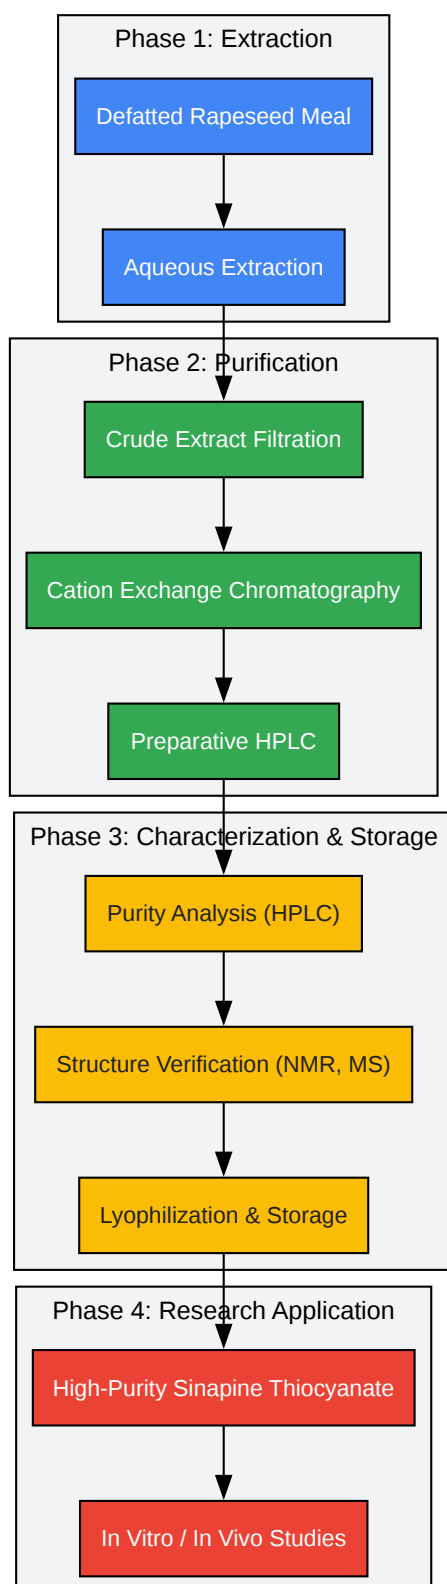 Phase 1: Extraction
Defatted Rapeseed Meal
Aqueous Extraction
Phase 2: Purification
Crude Extract Filtration
Cation Exchange Chromatography
Preparative HPLC
Phase 3: Characterization & Storage
Purity Analysis (HPLC)
Structure Verification (NMR, MS)
Lyophilization & Storage
Phase 4: Research Application
High-Purity Sinapine Thiocyanate
In Vitro / In Vivo Studies